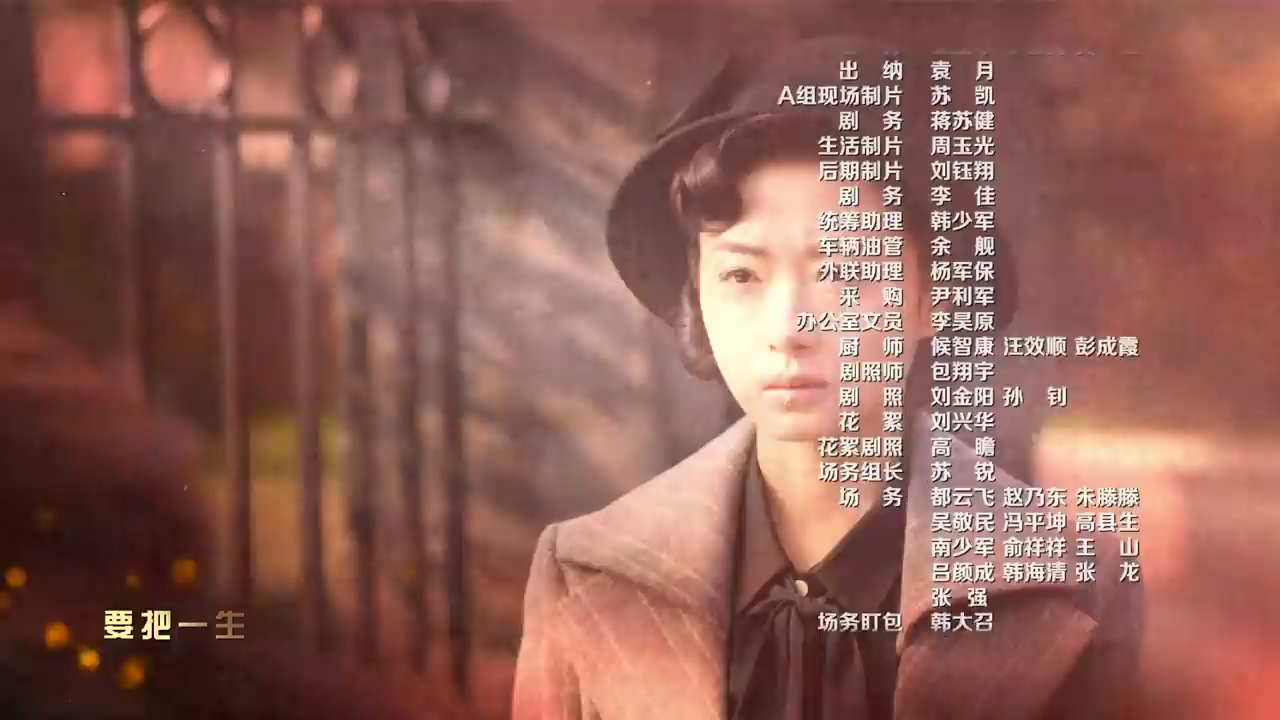 出 纳 袁 月
A组现场制片 苏 凯
剧 务 蒋苏健
生活制片 周玉光
后期制片 刘钰翔
剧 务 李 佳
统筹助理 韩少军
车辆油管 余 舰
外联助理 杨军保
采 购 尹利军
办公室文员 李昊原
厨 师 候智康 汪效顺 彭成霞
剧照师 包翔宇
剧 照 刘金阳 孙 钊
花 絮 刘兴华
花絮剧照 高 瞻
场务组长 苏 锐
场 务 都云飞 赵乃东 朱滕滕
吴敬民 冯平坤 高县生
南少军 俞祥祥 王 山
吕颜成 韩海清 张 龙
张 强
场务盯包 韩大召
要把一生